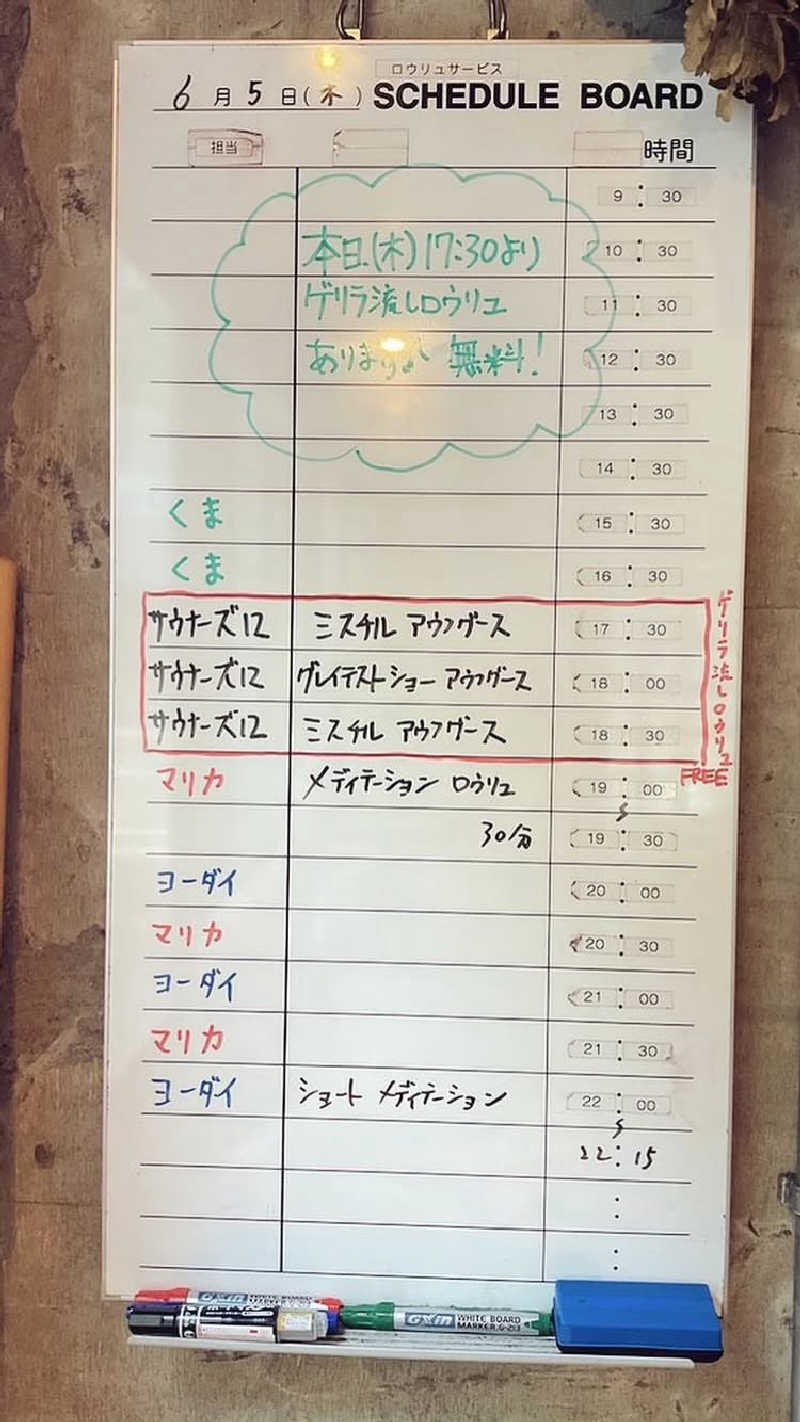 ロウリュサービス
6月5日(木) SCHEDULE BOARD
担当 時間
9:30
本日(木)17:30より 10:30
ゲリラ流しロウリュ 11:30
あります 無料! 12:30
13:30
14:30
くま 15:30
くま 16:30
サウナーズ12 ミスチル アウフグース 17:30
サウナーズ12 グレイテストショー アウフグース 18:00
サウナーズ12 ミスチル アウフグース 18:30
ゲリラ流しロウリュ
FREE
マリカ メディテーション ロウリュ 19:00
30分 19:30
ヨーダイ 20:00
マリカ 20:30
ヨーダイ 21:00
マリカ 21:30
ヨーダイ ショート メディテーション 22:00
22:15
:
:
Gxin WHITE BOARD
MARKER